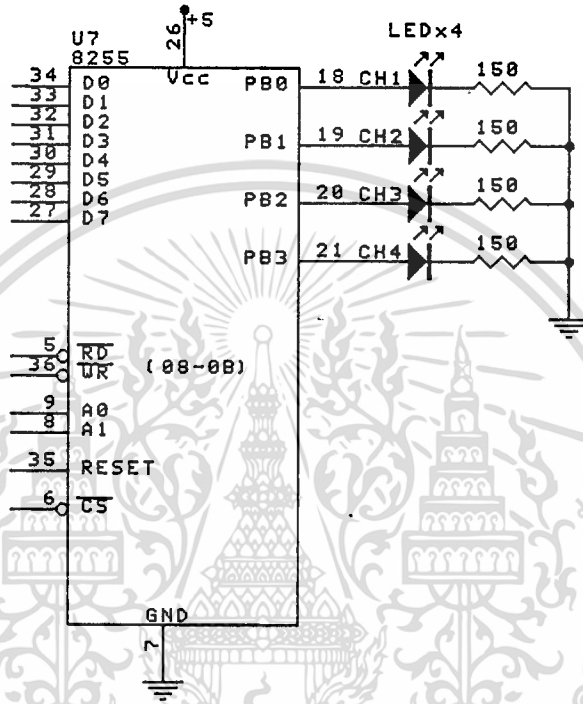 +5
26
LED×4
U7
8255
Vcc
34 D0
33 D1
32 D2
31 D3
30 D4
29 D5
28 D6
27 D7
PB0 18 CH1 150
PB1 19 CH2 150
PB2 20 CH3 150
PB3 21 CH4 150
5 RD
36 WR
(08-0B)
9 A0
8 A1
35 RESET
6 CS
GND
7